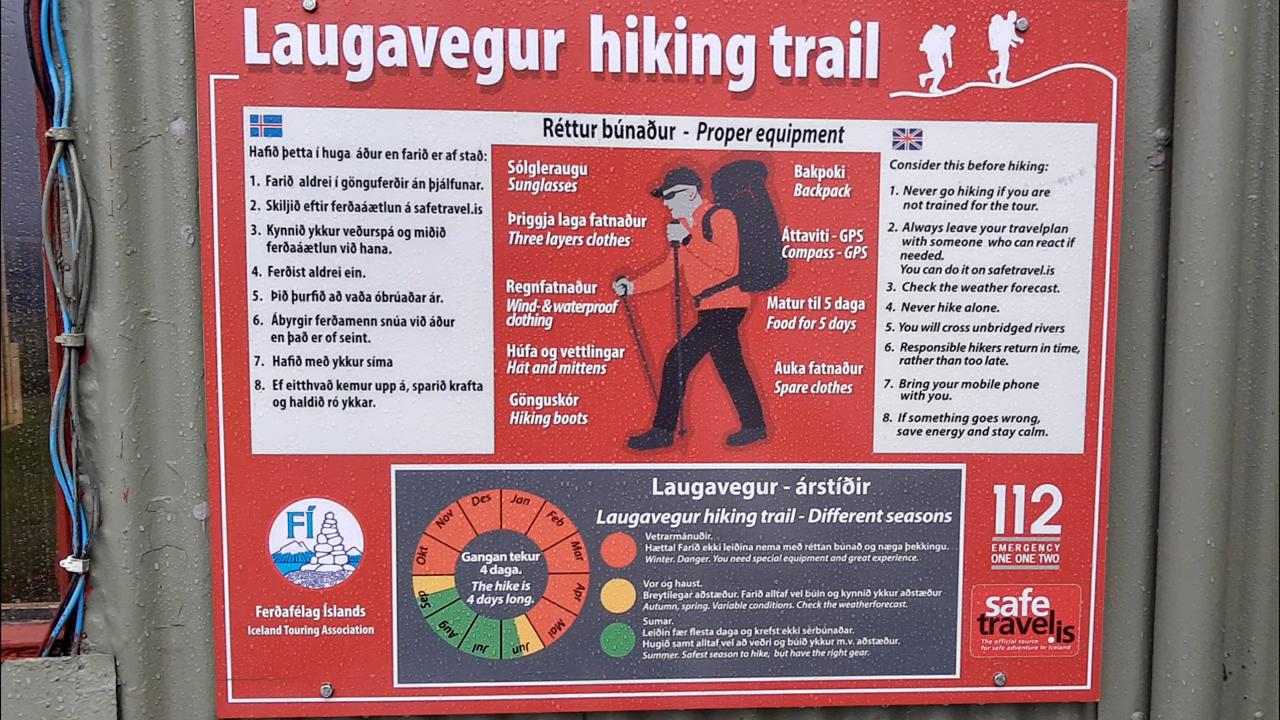 Laugavegur hiking trail
Réttur búnaður - Proper equipment
Hafið þetta í huga áður en farið er af stað:
1. Farið aldrei í gönguferðir án þjálfunar.
2. Skiljið eftir ferðaáætlun á safetravel.is
3. Kynnið ykkur veðurspá og miðið
ferðaáætlun við hana.
4. Ferðist aldrei ein.
5. Þið þurfið að vaða óbrúaðar ár.
6. Ábyrgir ferðamenn snúa við áður
en það er of seint.
7. Hafið með ykkur síma
8. Ef eitthvað kemur upp á, sparið krafta
og haldið ró ykkar.
Sólgleraugu
Sunglasses
Þriggja laga fatnaður
Three layers clothes
Regnfatnaður
Wind- & waterproof
clothing
Húfa og vettlingar
Hat and mittens
Gönguskór
Hiking boots
Bakpoki
Backpack
Áttaviti - GPS
Compass - GPS
Matur til 5 daga
Food for 5 days
Auka fatnaður
Spare clothes
Consider this before hiking:
1. Never go hiking if you are
not trained for the tour.
2. Always leave your travelplan
with someone who can react if
needed.
You can do it on safetravel.is
3. Check the weather forecast.
4. Never hike alone.
5. You will cross unbridged rivers
6. Responsible hikers return in time,
rather than too late.
7. Bring your mobile phone
with you.
8. If something goes wrong,
save energy and stay calm.
FÍ
Ferðafélag Íslands
Iceland Touring Association
Jan
Feb
Mar
Apr
Maí
Jún
Júl
Aug
Sep
Okt
Nov
Des
Gangan tekur
4 daga.
The hike is
4 days long.
Laugavegur - árstíðir
Laugavegur hiking trail - Different seasons
Vetrarmánuðir.
Hætta! Farið ekki leiðina nema með réttan búnað og næga þekkingu.
Winter. Danger. You need special equipment and great experience.
Vor og haust.
Breytilegar aðstæður. Farið alltaf vel búin og kynnið ykkur aðstæður
Autumn, spring. Variable conditions. Check the weatherforecast.
Sumar.
Leiðin fær flesta daga og krefst ekki sérbúnaðar.
Hugið samt alltaf vel að veðri og búið ykkur m.v. aðstæður.
Summer. Safest season to hike, but have the right gear.
112
EMERGENCY
ONE ONE TWO
safe
travel.is
The official source
for safe adventure in Iceland